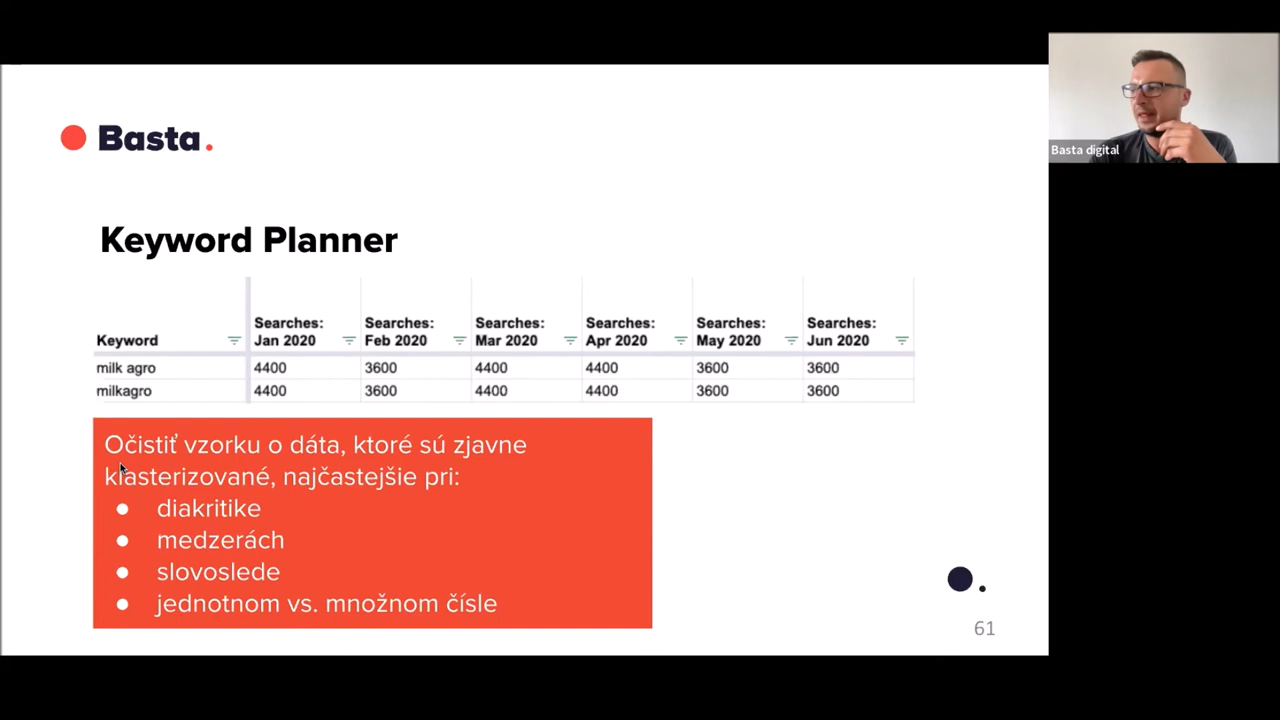 Basta.
Basta digital
Keyword Planner
Keyword Searches: Jan 2020 Searches: Feb 2020 Searches: Mar 2020 Searches: Apr 2020 Searches: May 2020 Searches: Jun 2020
milk agro 4400 3600 4400 4400 3600 3600
milkagro 4400 3600 4400 4400 3600 3600
Očistiť vzorku o dáta, ktoré sú zjavne
klasterizované, najčastejšie pri:
● diakritike
● medzerách
● slovoslede
● jednotnom vs. množnom čísle
61